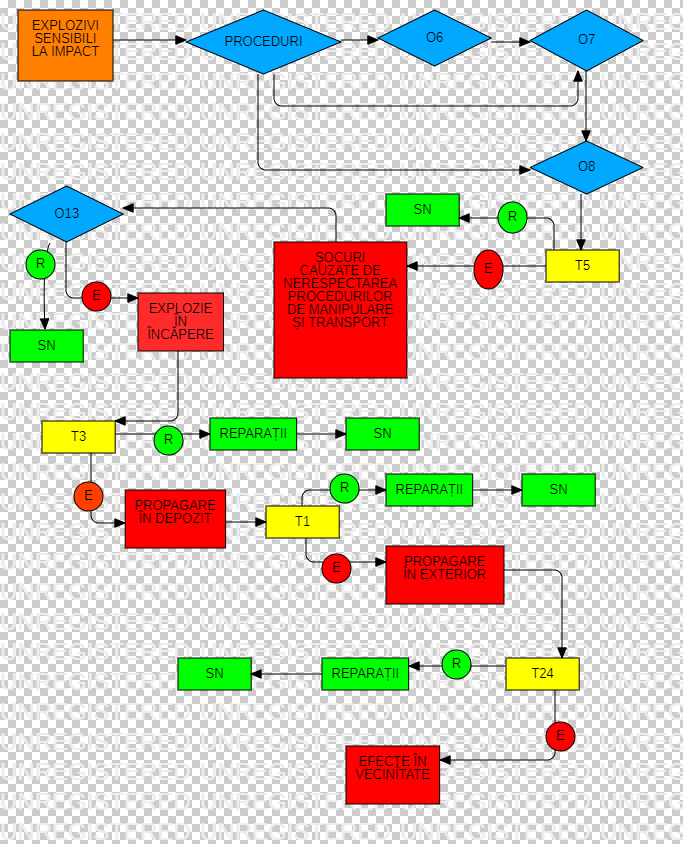 EXPLOZIVI
SENSIBILI
LA IMPACT
PROCEDURI
O6
O7
O8
O13
SN
R
T5
E
SOCURI
CAUZATE DE
NERESPECTAREA
PROCEDURILOR
DE MANIPULARE
ȘI TRANSPORT
R
E
EXPLOZIE
ÎN
ÎNCĂPERE
SN
T3
R
REPARAȚII
SN
E
PROPAGARE
ÎN DEPOZIT
T1
R
REPARAȚII
SN
E
PROPAGARE
ÎN EXTERIOR
SN
REPARAȚII
R
T24
E
EFECTE ÎN
VECINITATE